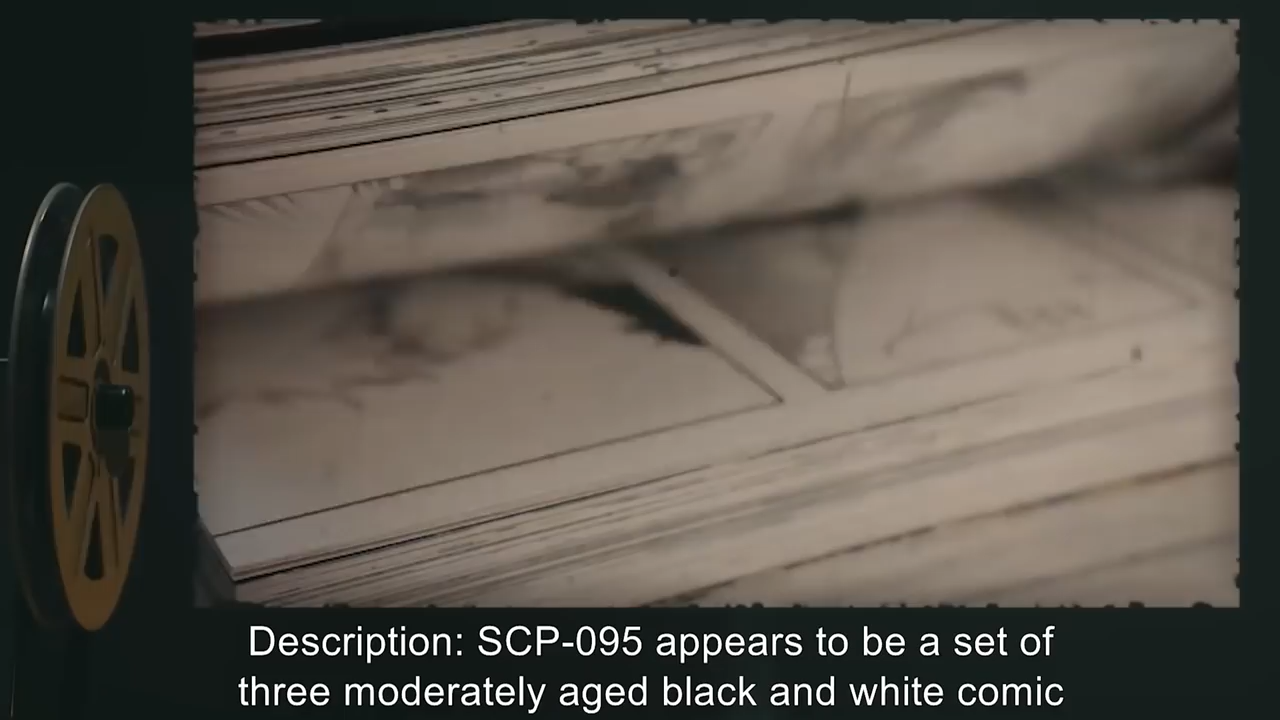 Description: SCP-095 appears to be a set of
three moderately aged black and white comic